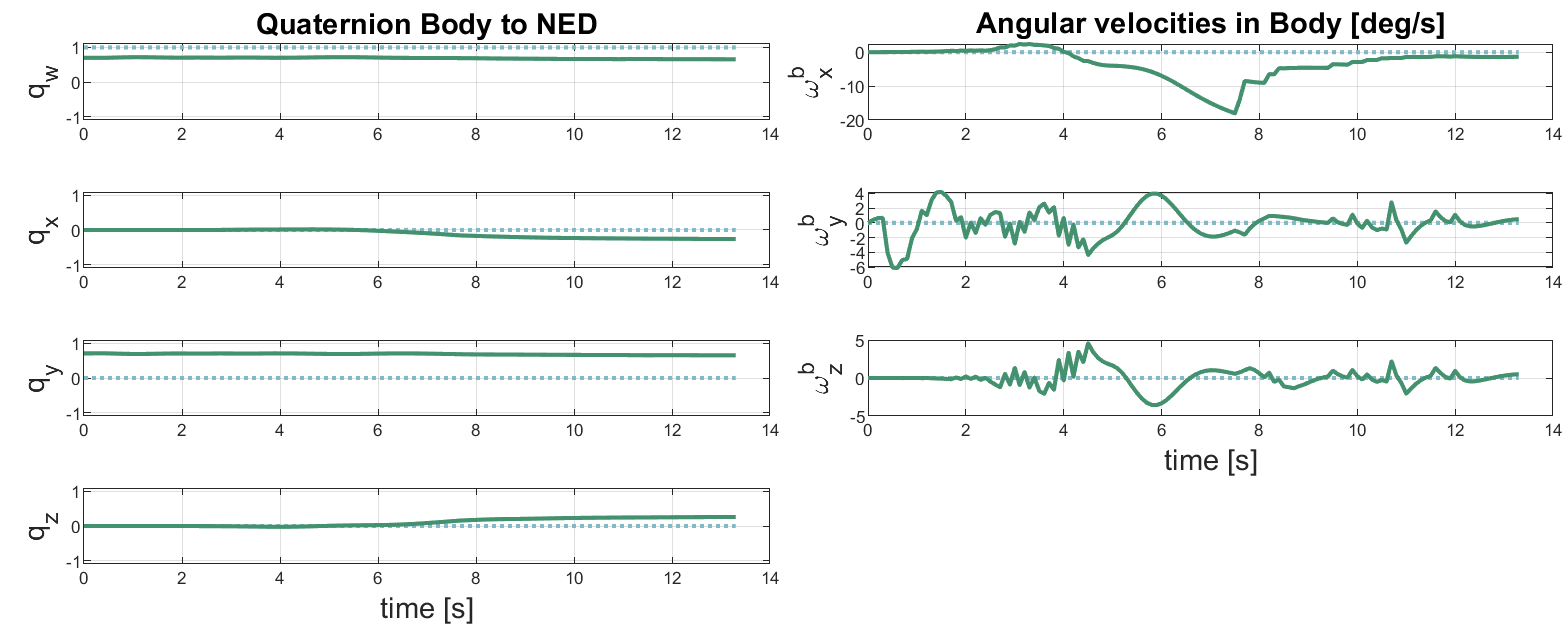 Quaternion Body to NED
q_w
1
0
-1
0 2 4 6 8 10 12 14
q_x
1
0
-1
0 2 4 6 8 10 12 14
q_y
1
0
-1
0 2 4 6 8 10 12 14
q_z
1
0
-1
0 2 4 6 8 10 12 14
time [s]
Angular velocities in Body [deg/s]
ω_x^b
0
-10
-20
0 2 4 6 8 10 12 14
ω_y^b
4
2
0
-2
-4
-6
0 2 4 6 8 10 12 14
ω_z^b
5
0
-5
0 2 4 6 8 10 12 14
time [s]